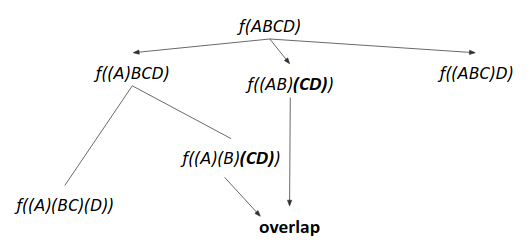 f(ABCD)
f((A)BCD)
f((AB)(CD))
f((ABC)D)
f((A)(B)(CD))
f((A)(BC)(D))
overlap